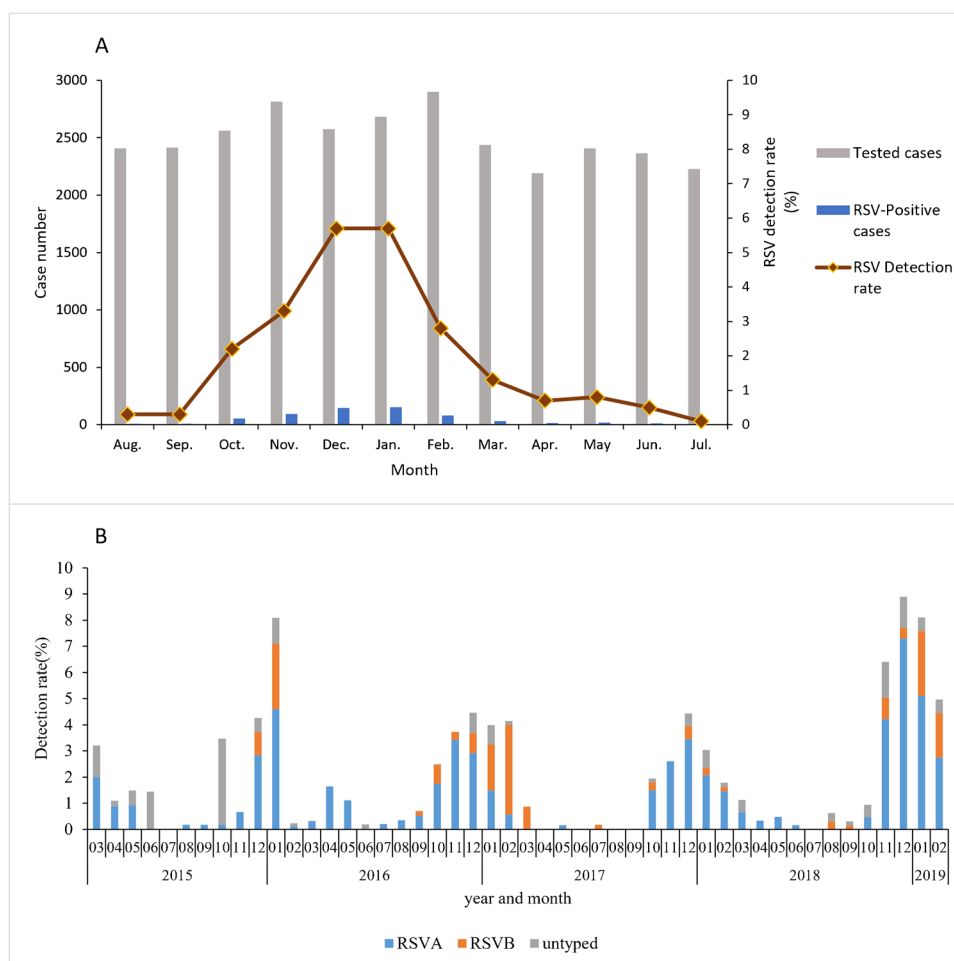 A
3000
2500
2000
1500
1000
500
0
Case number
10
9
8
7
6
5
4
3
2
1
0
RSV detection rate
(%)
Aug. Sep. Oct. Nov. Dec. Jan. Feb. Mar. Apr. May Jun. Jul.
Month
Tested cases
RSV-Positive
cases
RSV Detection
rate
B
10
9
8
7
6
5
4
3
2
1
0
Detection rate(%)
03 04 05 06 07 08 09 10 11 12 01 02 03 04 05 06 07 08 09 10 11 12 01 02 03 04 05 06 07 08 09 10 11 12 01 02 03 04 05 06 07 08 09 10 11 12 01 02
2015 2016 2017 2018 2019
year and month
RSVA RSVB untyped